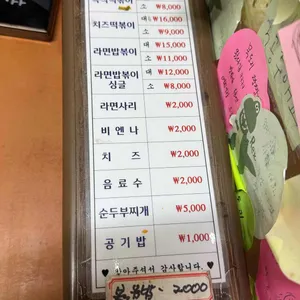 소 ₩8,000
치즈떡볶이 대 ₩16,000
소 ₩9,000
라면밥볶이 대 ₩15,000
소 ₩11,000
라면밥볶이 싱글 대 ₩12,000
소 ₩8,000
라면사리 ₩2,000
비엔나 ₩2,000
치즈 ₩2,000
음료수 ₩2,000
순두부찌개 ₩5,000
공기밥 ₩1,000
♥ 찾아주셔서 감사합니다. ♥
볶음밥 - 2000